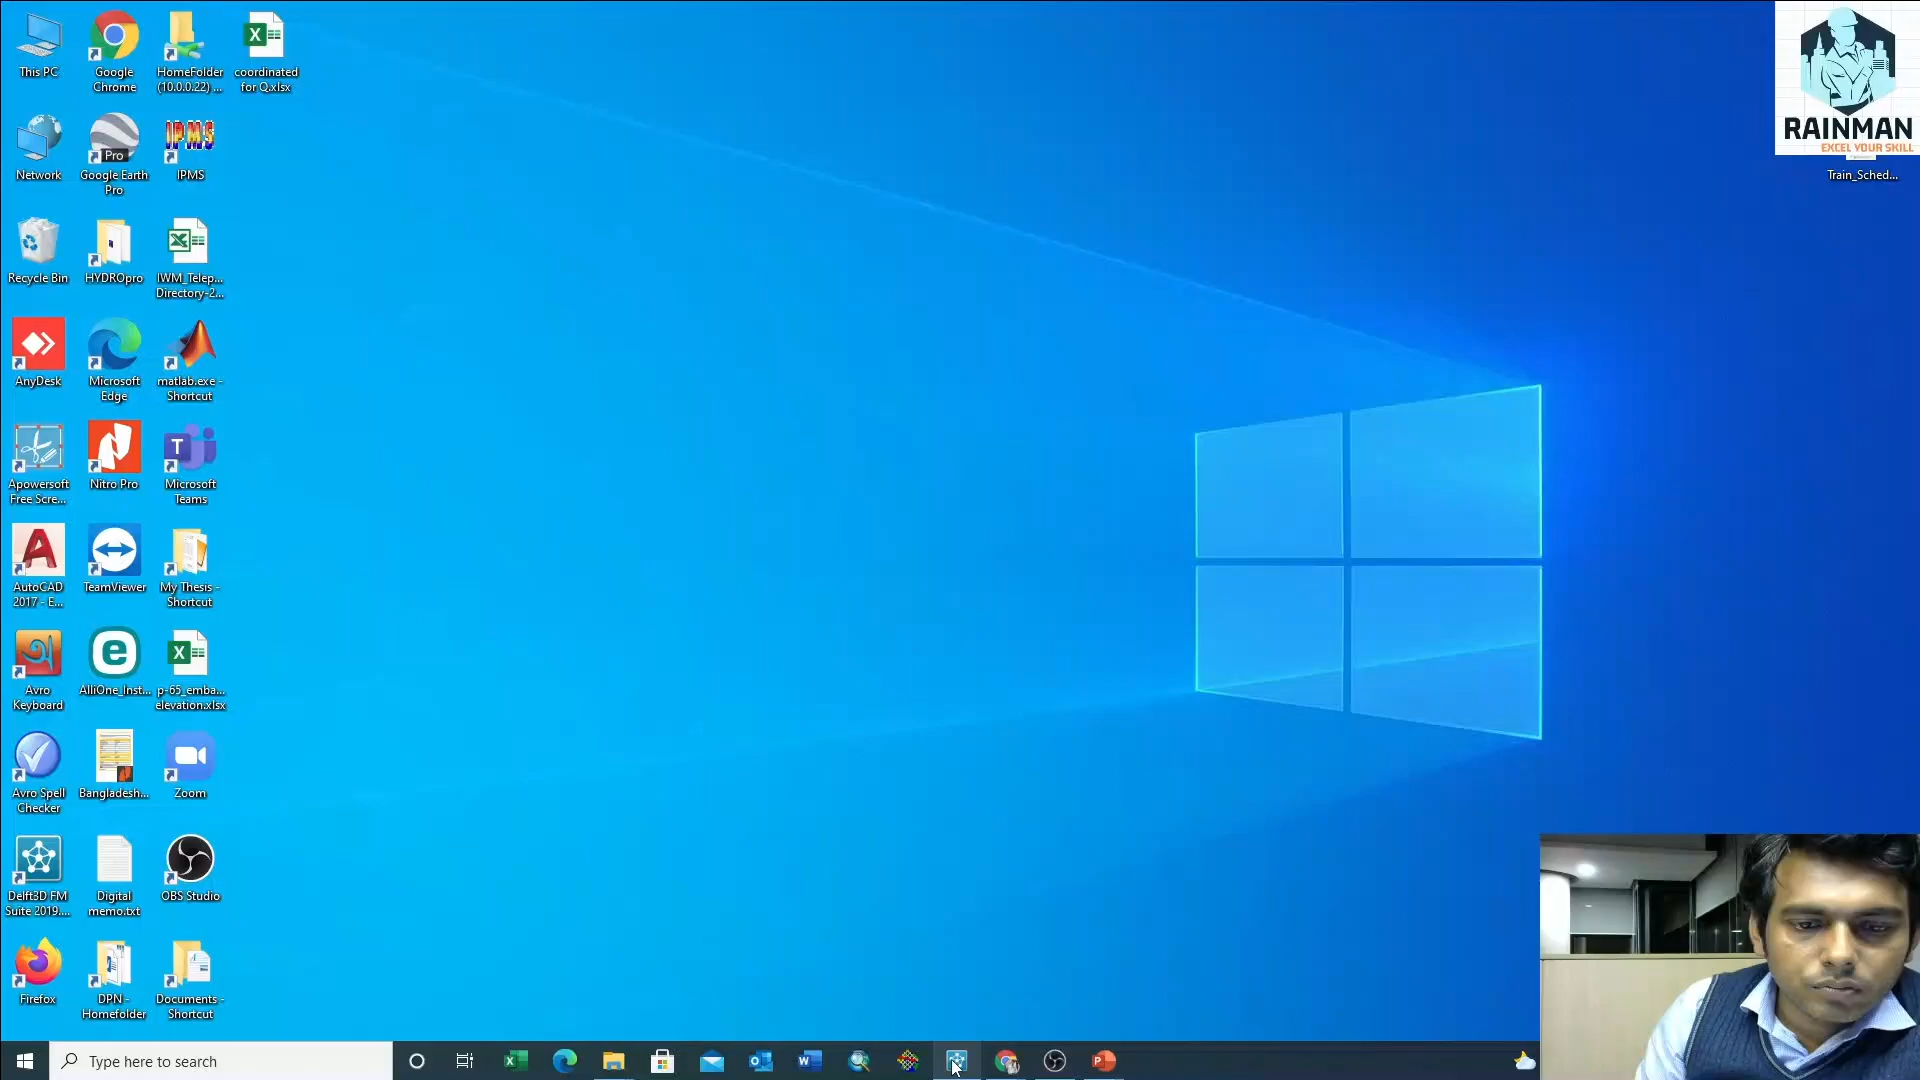 This PC
Google
Chrome
HomeFolder
(10.0.0.22) ...
coordinated
for Q.xlsx
Network
Pro
Google Earth
Pro
IPMS
IPMS
Recycle Bin
HYDROpro
IWM_Telep...
Directory-2...
AnyDesk
Microsoft
Edge
matlab.exe -
Shortcut
Apowersoft
Free Scre...
Nitro Pro
Microsoft
Teams
AutoCAD
2017 - E...
TeamViewer
My Thesis -
Shortcut
অ
Avro
Keyboard
e
AlliOne_Inst...
p-65_emba...
elevation.xlsx
Avro Spell
Checker
Bangladesh...
Zoom
Delft3D FM
Suite 2019....
Digital
memo.txt
OBS Studio
Firefox
DPN -
Homefolder
Documents -
Shortcut
RAINMAN
EXCEL YOUR SKILL
Train_Sched...
Type here to search